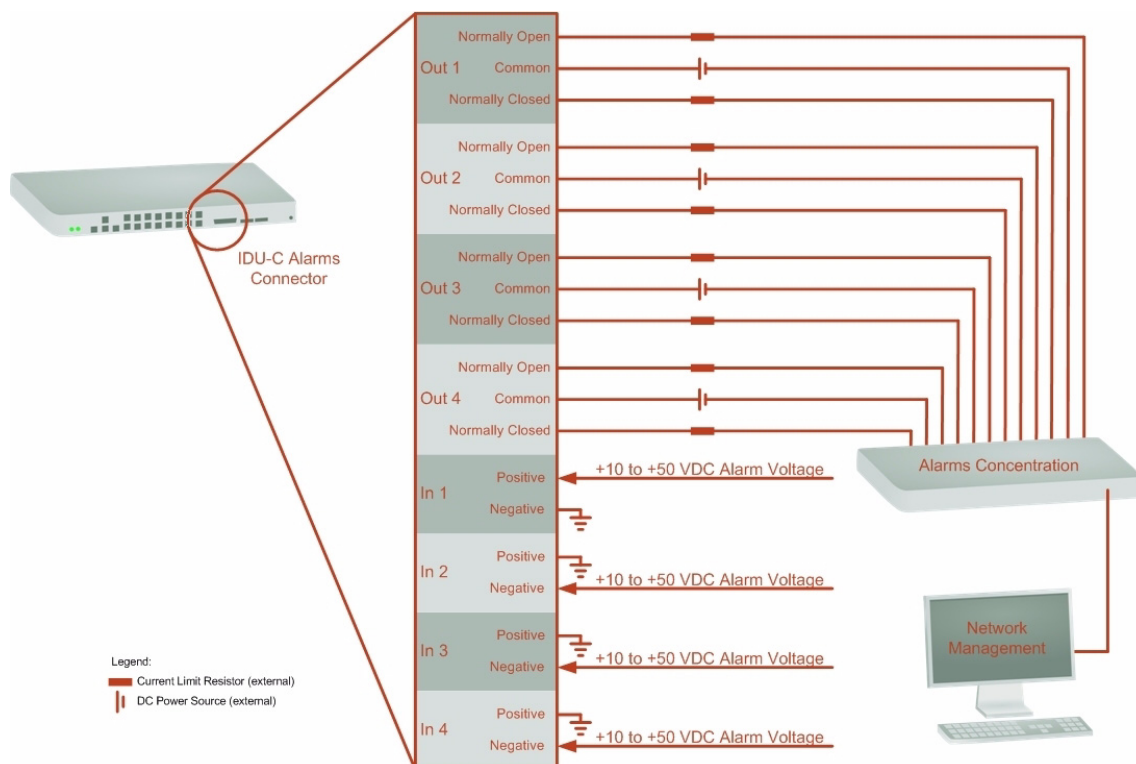 Normally Open
Out 1
Common
Normally Closed
Normally Open
Out 2
Common
Normally Closed
Normally Open
Out 3
Common
Normally Closed
Normally Open
Out 4
Common
Normally Closed
In 1
Positive
Negative
In 2
Positive
Negative
In 3
Positive
Negative
In 4
Positive
Negative
+10 to +50 VDC Alarm Voltage
+10 to +50 VDC Alarm Voltage
+10 to +50 VDC Alarm Voltage
+10 to +50 VDC Alarm Voltage
IDU-C Alarms
Connector
Alarms Concentration
Network
Management
Legend:
Current Limit Resistor (external)
DC Power Source (external)